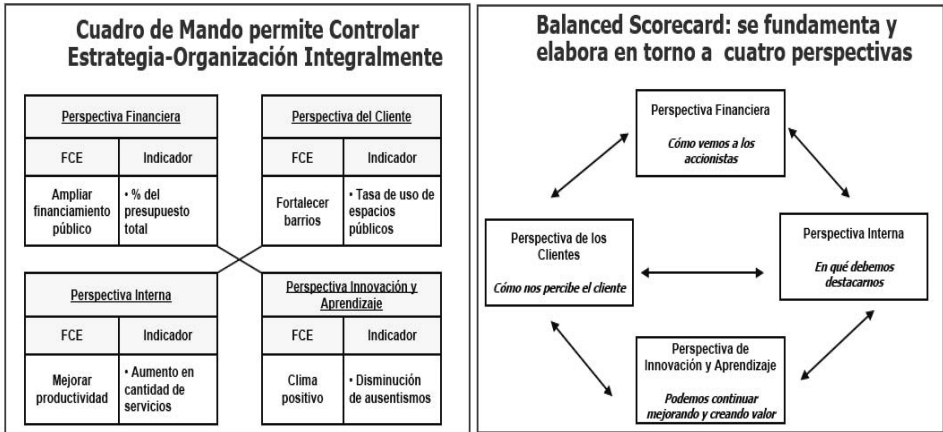 Cuadro de Mando permite Controlar
Estrategia-Organización Integralmente
Perspectiva Financiera
FCE
Indicador
Ampliar
financiamiento
público
• % del
presupuesto
total
Perspectiva del Cliente
FCE
Indicador
Fortalecer
barrios
• Tasa de uso de
espacios
públicos
Perspectiva Interna
FCE
Indicador
Mejorar
productividad
• Aumento en
cantidad de
servicios
Perspectiva Innovación y
Aprendizaje
FCE
Indicador
Clima
positivo
• Disminución
de ausentismos
Balanced Scorecard: se fundamenta y
elabora en torno a cuatro perspectivas
Perspectiva Financiera
Cómo vemos a los
accionistas
Perspectiva de los
Clientes
Cómo nos percibe el cliente
Perspectiva Interna
En qué debemos
destacarnos
Perspectiva de
Innovación y Aprendizaje
Podemos continuar
mejorando y creando valor